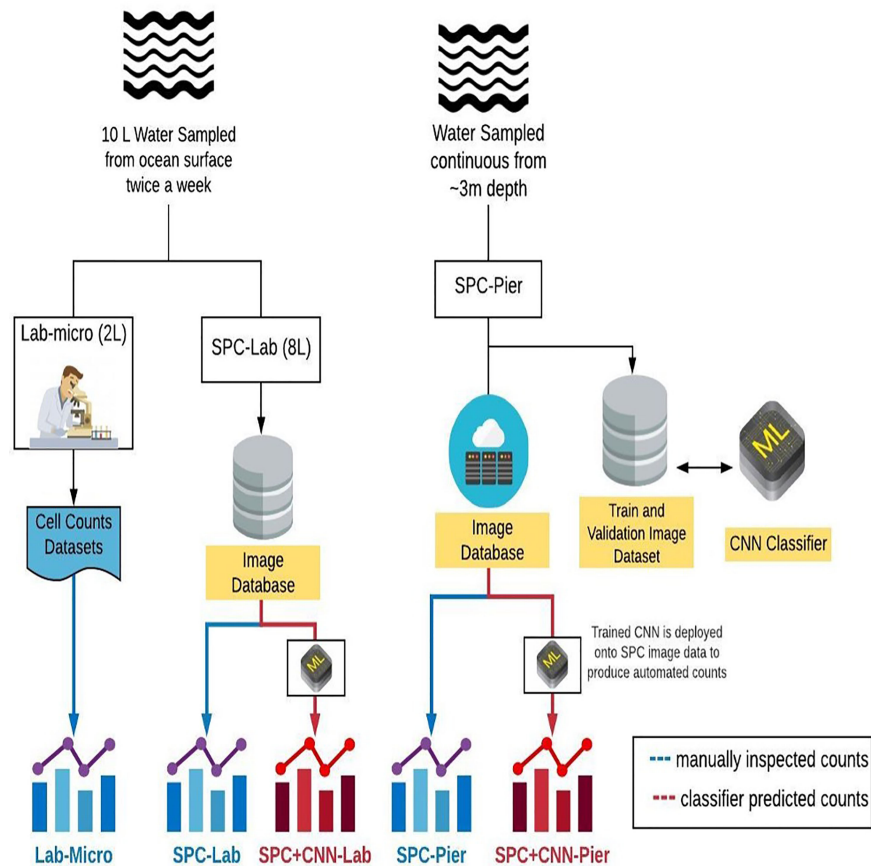 10 L Water Sampled
from ocean surface
twice a week
Water Sampled
continuous from
~3m depth
Lab-micro (2L)
SPC-Lab (8L)
SPC-Pier
Cell Counts
Datasets
Image
Database
Image
Database
Train and
Validation Image
Dataset
ML
CNN Classifier
ML
ML
Trained CNN is deployed
onto SPC image data to
produce automated counts
manually inspected counts
classifier predicted counts
Lab-Micro
SPC-Lab
SPC+CNN-Lab
SPC-Pier
SPC+CNN-Pier